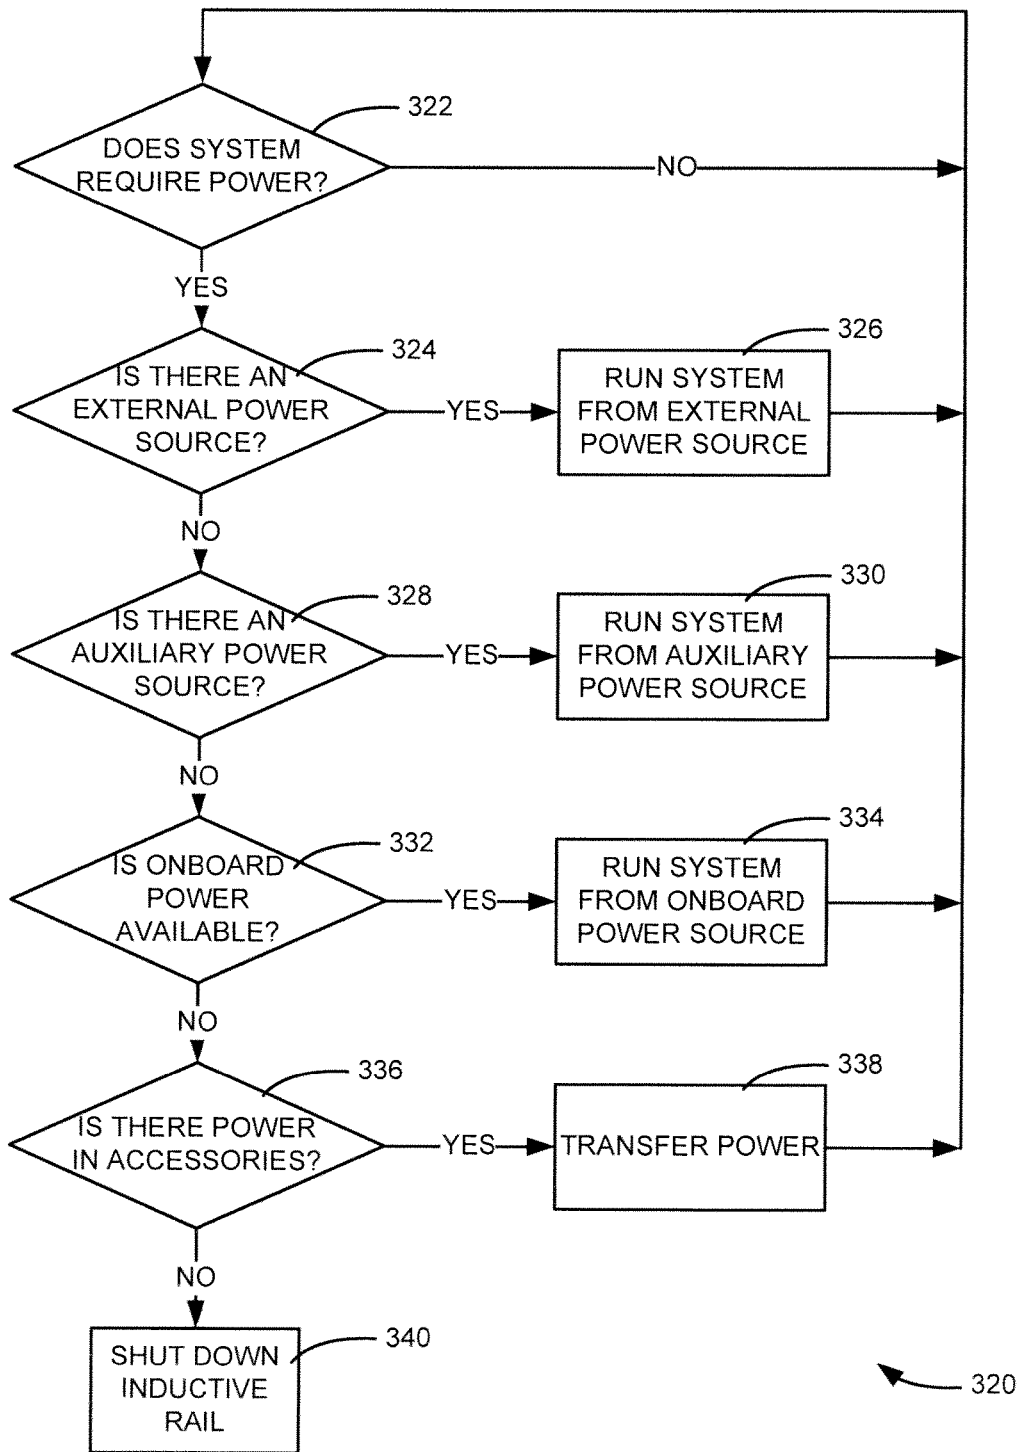 322
DOES SYSTEM
REQUIRE POWER?
NO
YES
324
IS THERE AN
EXTERNAL POWER
SOURCE?
YES
326
RUN SYSTEM
FROM EXTERNAL
POWER SOURCE
NO
328
IS THERE AN
AUXILIARY POWER
SOURCE?
YES
330
RUN SYSTEM
FROM AUXILIARY
POWER SOURCE
NO
332
IS ONBOARD
POWER
AVAILABLE?
YES
334
RUN SYSTEM
FROM ONBOARD
POWER SOURCE
NO
336
IS THERE POWER
IN ACCESSORIES?
YES
338
TRANSFER POWER
NO
340
SHUT DOWN
INDUCTIVE
RAIL
320